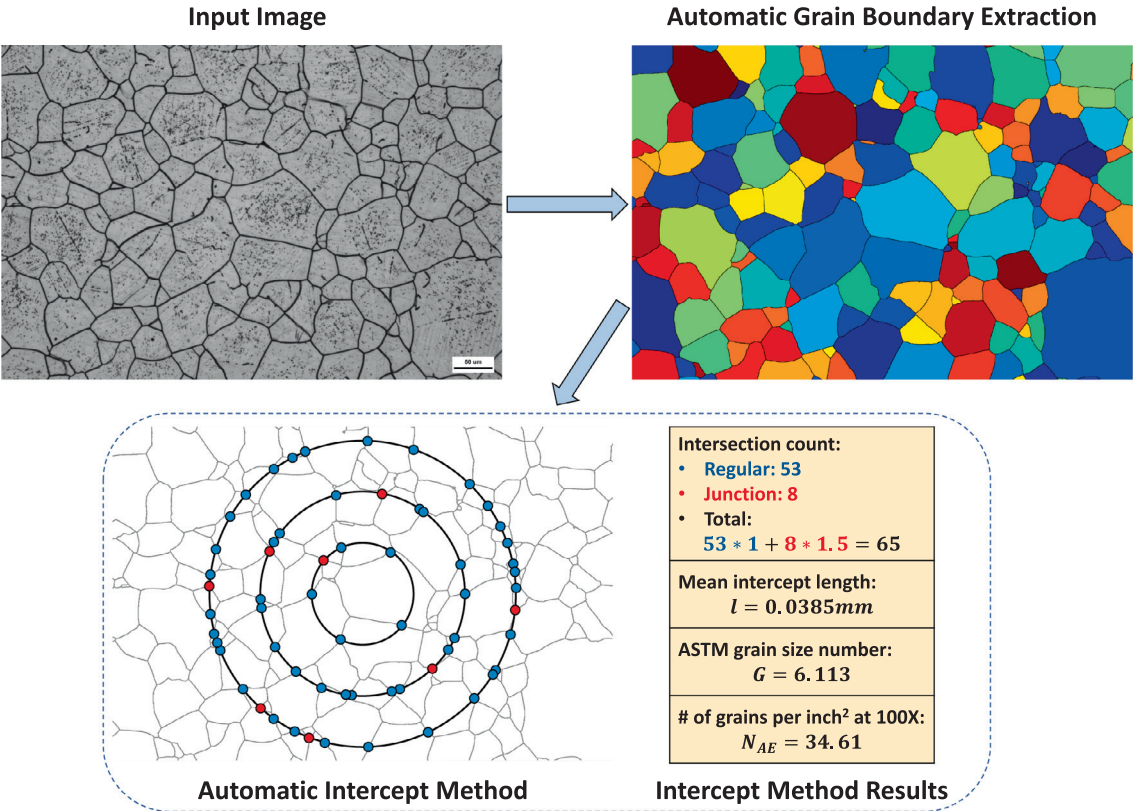 Input Image
Automatic Grain Boundary Extraction
50 um
Intersection count:
• Regular: 53
• Junction: 8
• Total:
53 * 1 + 8 * 1.5 = 65
Mean intercept length:
l = 0.0385mm
ASTM grain size number:
G = 6.113
# of grains per inch² at 100X:
N_AE = 34.61
Automatic Intercept Method
Intercept Method Results